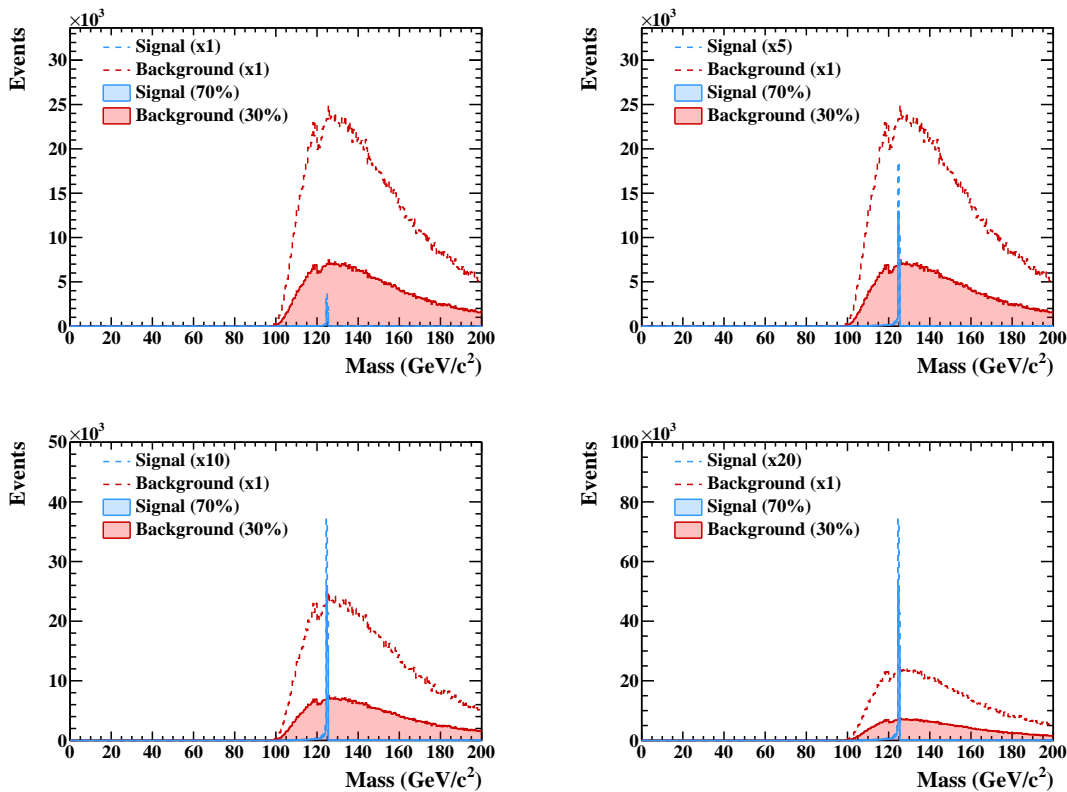 ×10³
Events
30
25
20
15
10
5
0
Signal (x1)
Background (x1)
Signal (70%)
Background (30%)
0 20 40 60 80 100 120 140 160 180 200
Mass (GeV/c²)
×10³
Events
30
25
20
15
10
5
0
Signal (x5)
Background (x1)
Signal (70%)
Background (30%)
0 20 40 60 80 100 120 140 160 180 200
Mass (GeV/c²)
×10³
Events
50
40
30
20
10
0
Signal (x10)
Background (x1)
Signal (70%)
Background (30%)
0 20 40 60 80 100 120 140 160 180 200
Mass (GeV/c²)
×10³
Events
100
80
60
40
20
0
Signal (x20)
Background (x1)
Signal (70%)
Background (30%)
0 20 40 60 80 100 120 140 160 180 200
Mass (GeV/c²)